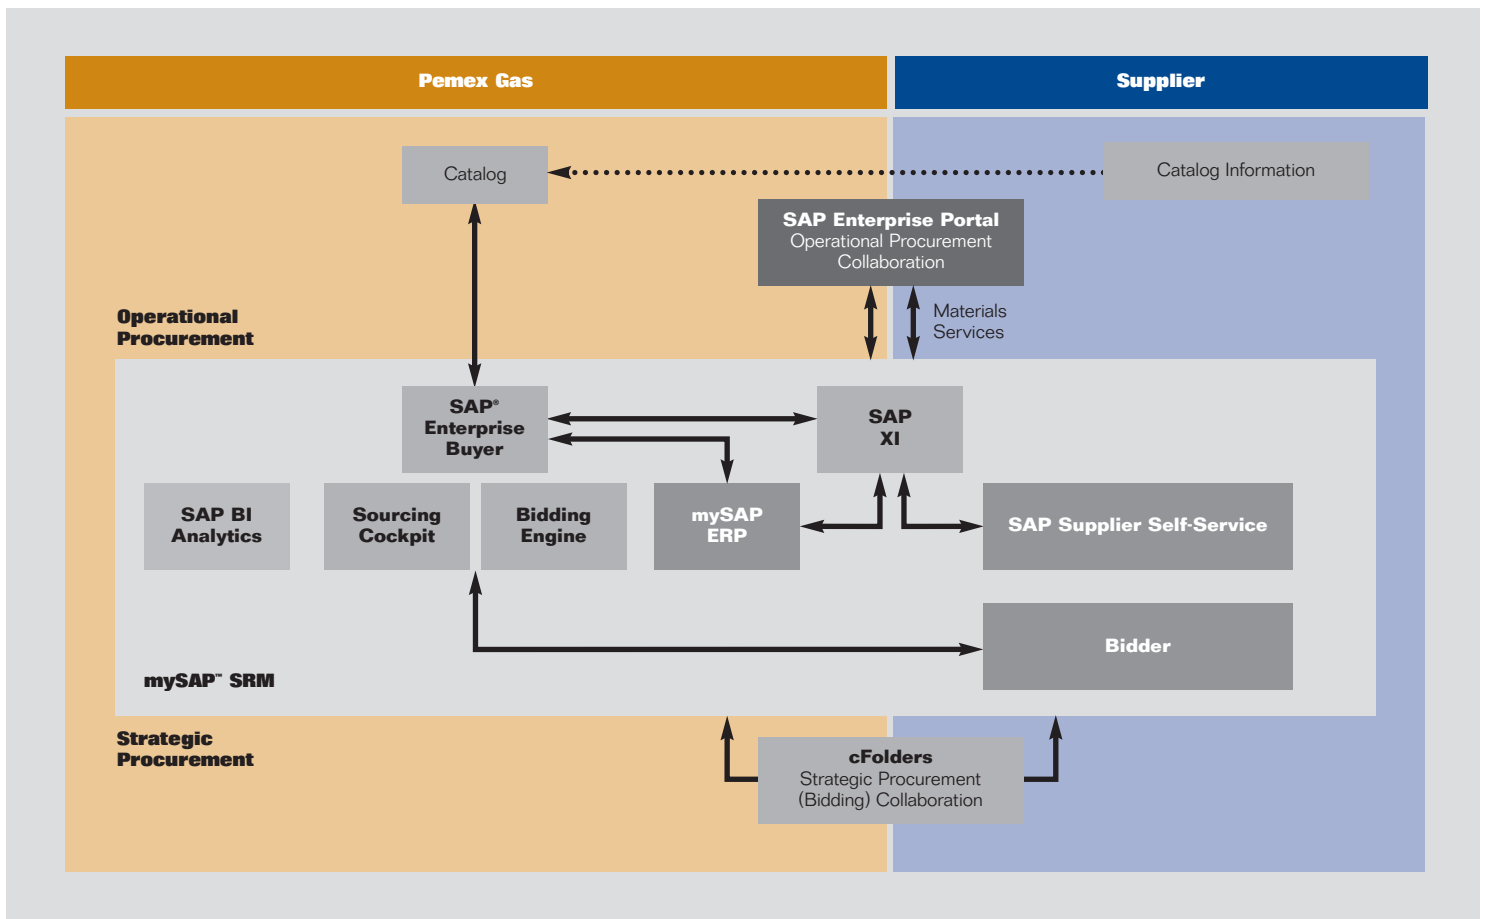 Pemex Gas
Supplier
Catalog
Catalog Information
SAP Enterprise Portal
Operational Procurement
Collaboration
Materials
Services
Operational
Procurement
SAP®
Enterprise
Buyer
SAP
XI
SAP BI
Analytics
Sourcing
Cockpit
Bidding
Engine
mySAP
ERP
SAP Supplier Self-Service
Bidder
mySAP™ SRM
Strategic
Procurement
cFolders
Strategic Procurement
(Bidding) Collaboration